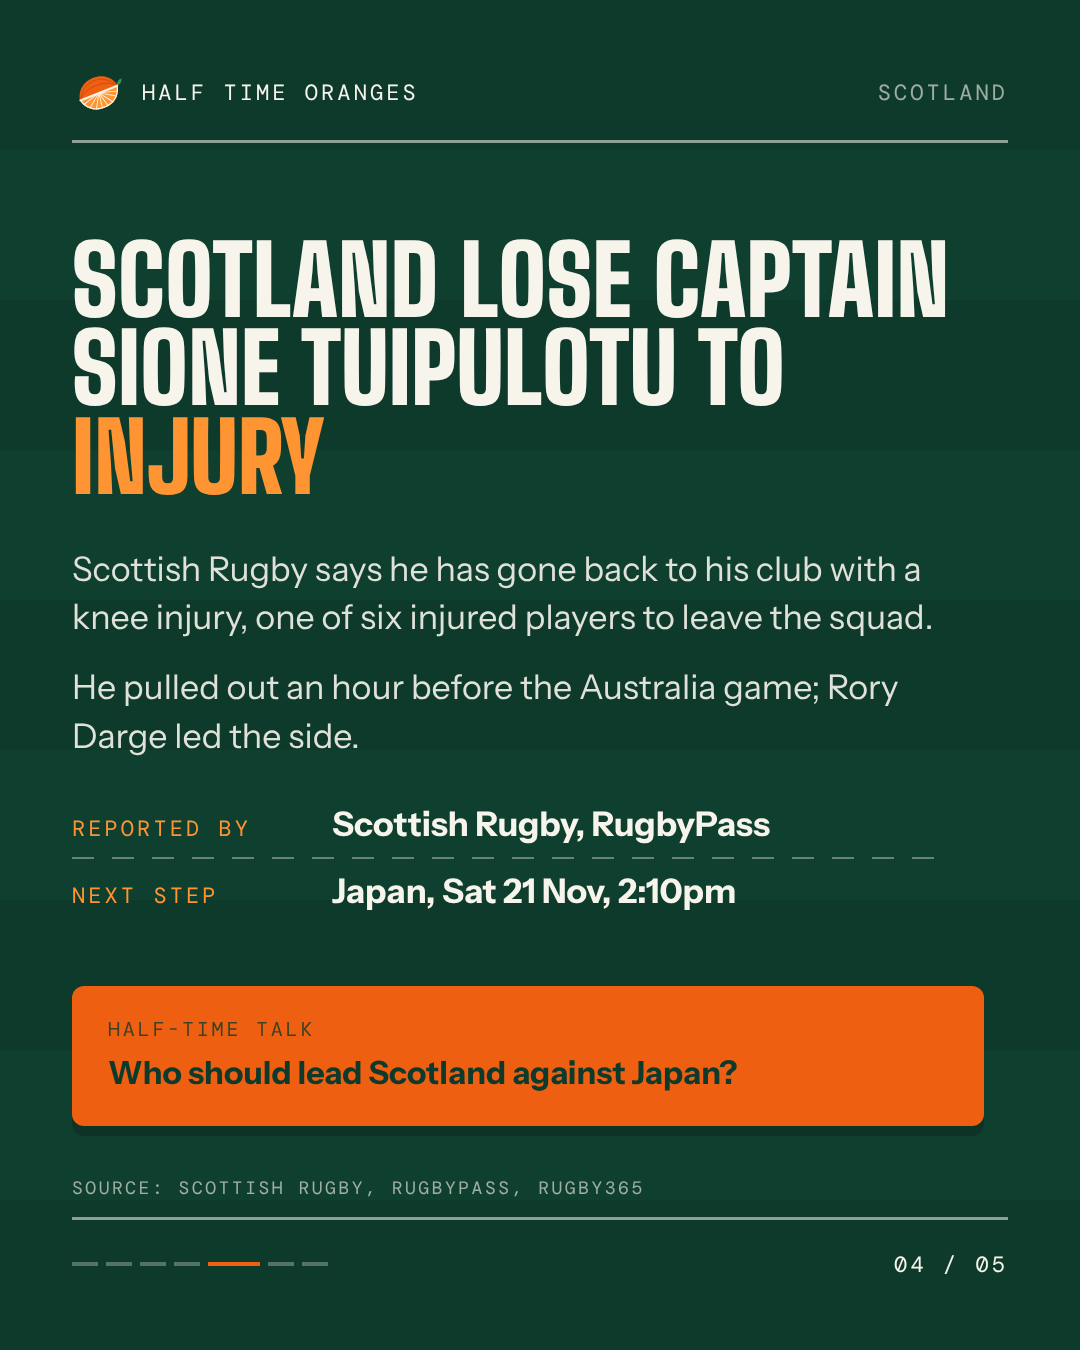 HALF TIME ORANGES
SCOTLAND
SCOTLAND LOSE CAPTAIN
SIONE TUIPULOTU TO
INJURY
Scottish Rugby says he has gone back to his club with a
knee injury, one of six injured players to leave the squad.
He pulled out an hour before the Australia game; Rory
Darge led the side.
REPORTED BY
Scottish Rugby, RugbyPass
NEXT STEP
Japan, Sat 21 Nov, 2:10pm
HALF-TIME TALK
Who should lead Scotland against Japan?
SOURCE: SCOTTISH RUGBY, RUGBYPASS, RUGBY365
04 / 05